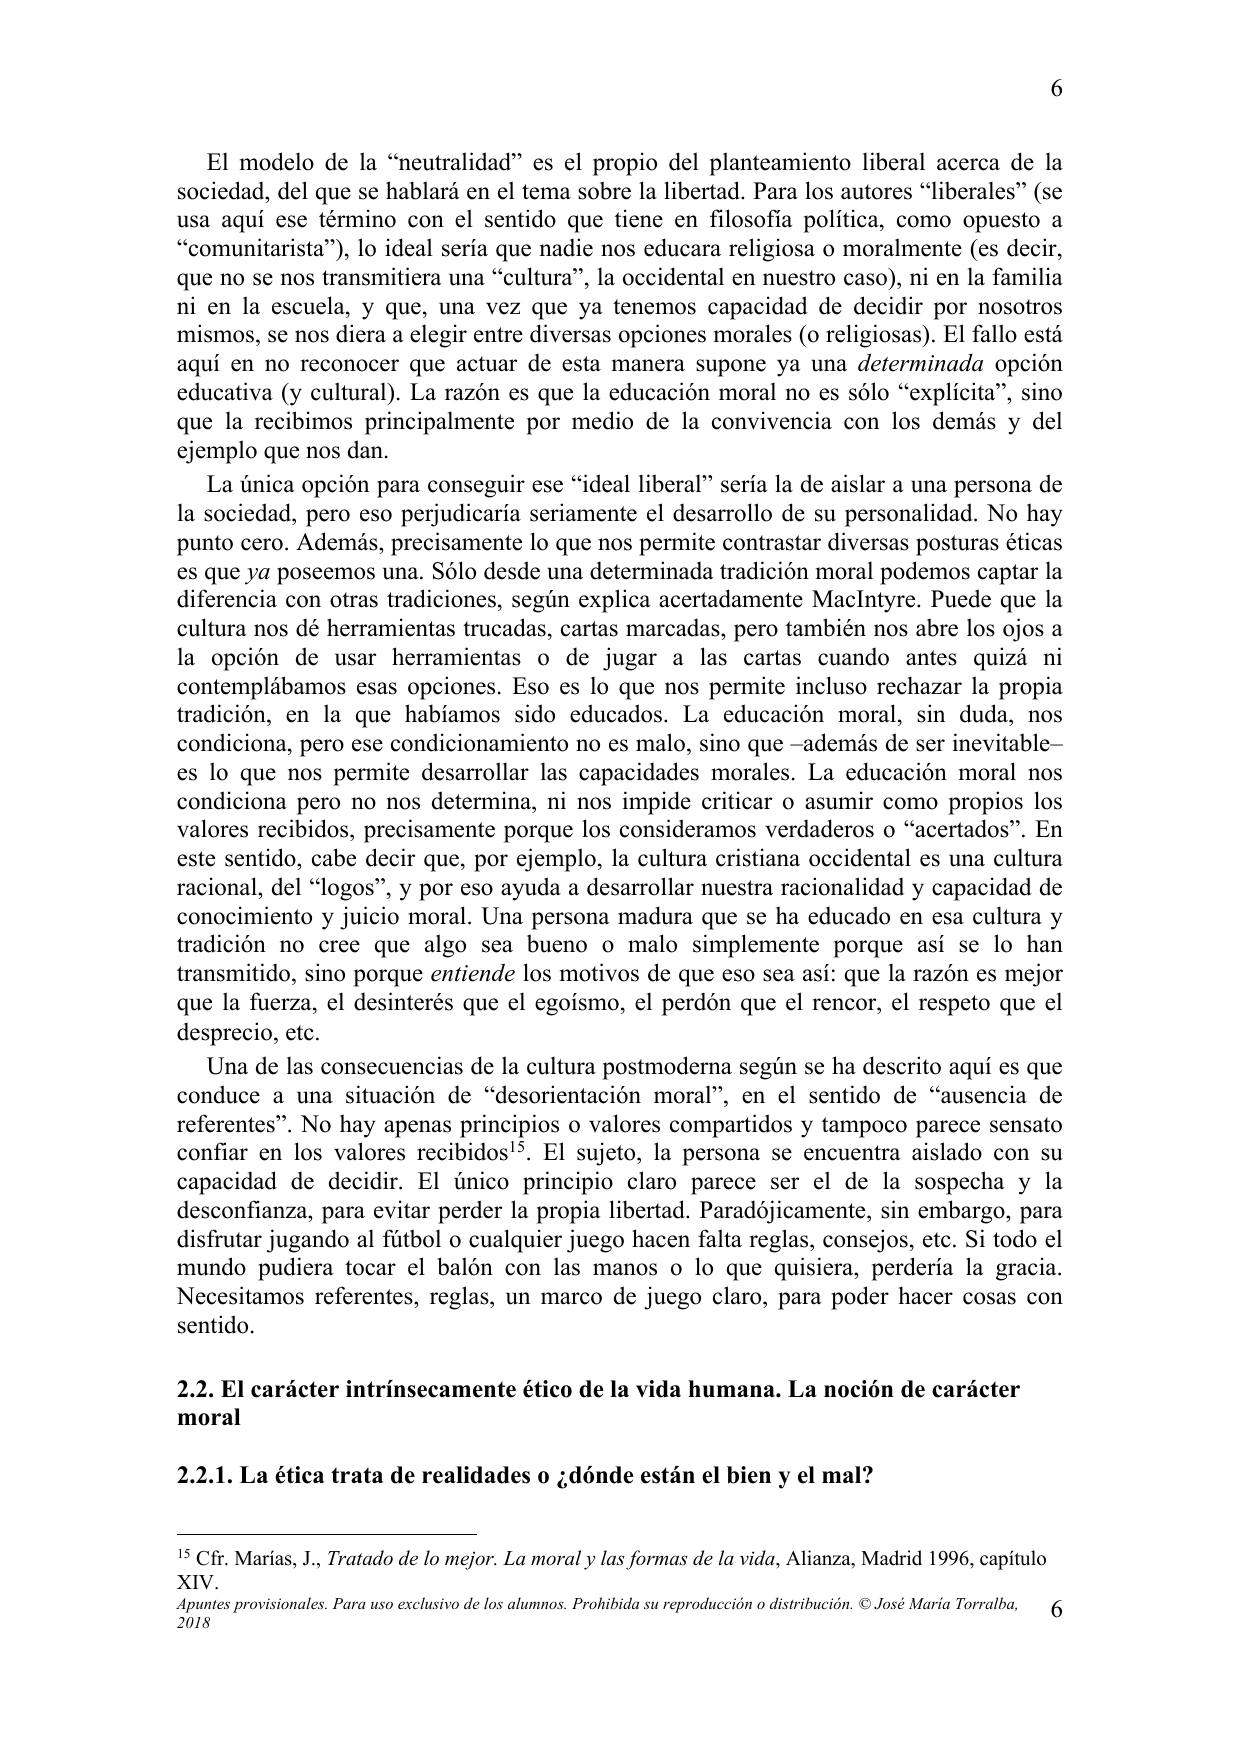 6
El modelo de la “neutralidad” es el propio del planteamiento liberal acerca de la
sociedad, del que se hablará en el tema sobre la libertad. Para los autores “liberales” (se
usa aquí ese término con el sentido que tiene en filosofía política, como opuesto a
“comunitarista”), lo ideal sería que nadie nos educara religiosa o moralmente (es decir,
que no se nos transmitiera una “cultura”, la occidental en nuestro caso), ni en la familia
ni en la escuela, y que, una vez que ya tenemos capacidad de decidir por nosotros
mismos, se nos diera a elegir entre diversas opciones morales (o religiosas). El fallo está
aquí en no reconocer que actuar de esta manera supone ya una determinada opción
educativa (y cultural). La razón es que la educación moral no es sólo “explícita”, sino
que la recibimos principalmente por medio de la convivencia con los demás y del
ejemplo que nos dan.
La única opción para conseguir ese “ideal liberal” sería la de aislar a una persona de
la sociedad, pero eso perjudicaría seriamente el desarrollo de su personalidad. No hay
punto cero. Además, precisamente lo que nos permite contrastar diversas posturas éticas
es que ya poseemos una. Sólo desde una determinada tradición moral podemos captar la
diferencia con otras tradiciones, según explica acertadamente MacIntyre. Puede que la
cultura nos dé herramientas trucadas, cartas marcadas, pero también nos abre los ojos a
la opción de usar herramientas o de jugar a las cartas cuando antes quizá ni
contemplábamos esas opciones. Eso es lo que nos permite incluso rechazar la propia
tradición, en la que habíamos sido educados. La educación moral, sin duda, nos
condiciona, pero ese condicionamiento no es malo, sino que –además de ser inevitable–
es lo que nos permite desarrollar las capacidades morales. La educación moral nos
condiciona pero no nos determina, ni nos impide criticar o asumir como propios los
valores recibidos, precisamente porque los consideramos verdaderos o “acertados”. En
este sentido, cabe decir que, por ejemplo, la cultura cristiana occidental es una cultura
racional, del “logos”, y por eso ayuda a desarrollar nuestra racionalidad y capacidad de
conocimiento y juicio moral. Una persona madura que se ha educado en esa cultura y
tradición no cree que algo sea bueno o malo simplemente porque así se lo han
transmitido, sino porque entiende los motivos de que eso sea así: que la razón es mejor
que la fuerza, el desinterés que el egoísmo, el perdón que el rencor, el respeto que el
desprecio, etc.
Una de las consecuencias de la cultura postmoderna según se ha descrito aquí es que
conduce a una situación de “desorientación moral”, en el sentido de “ausencia de
referentes”. No hay apenas principios o valores compartidos y tampoco parece sensato
confiar en los valores recibidos15. El sujeto, la persona se encuentra aislado con su
capacidad de decidir. El único principio claro parece ser el de la sospecha y la
desconfianza, para evitar perder la propia libertad. Paradójicamente, sin embargo, para
disfrutar jugando al fútbol o cualquier juego hacen falta reglas, consejos, etc. Si todo el
mundo pudiera tocar el balón con las manos o lo que quisiera, perdería la gracia.
Necesitamos referentes, reglas, un marco de juego claro, para poder hacer cosas con
sentido.
2.2. El carácter intrínsecamente ético de la vida humana. La noción de carácter
moral
2.2.1. La ética trata de realidades o ¿dónde están el bien y el mal?
15 Cfr. Marías, J., Tratado de lo mejor. La moral y las formas de la vida, Alianza, Madrid 1996, capítulo
XIV.
Apuntes provisionales. Para uso exclusivo de los alumnos. Prohibida su reproducción o distribución. © José María Torralba,
2018
6